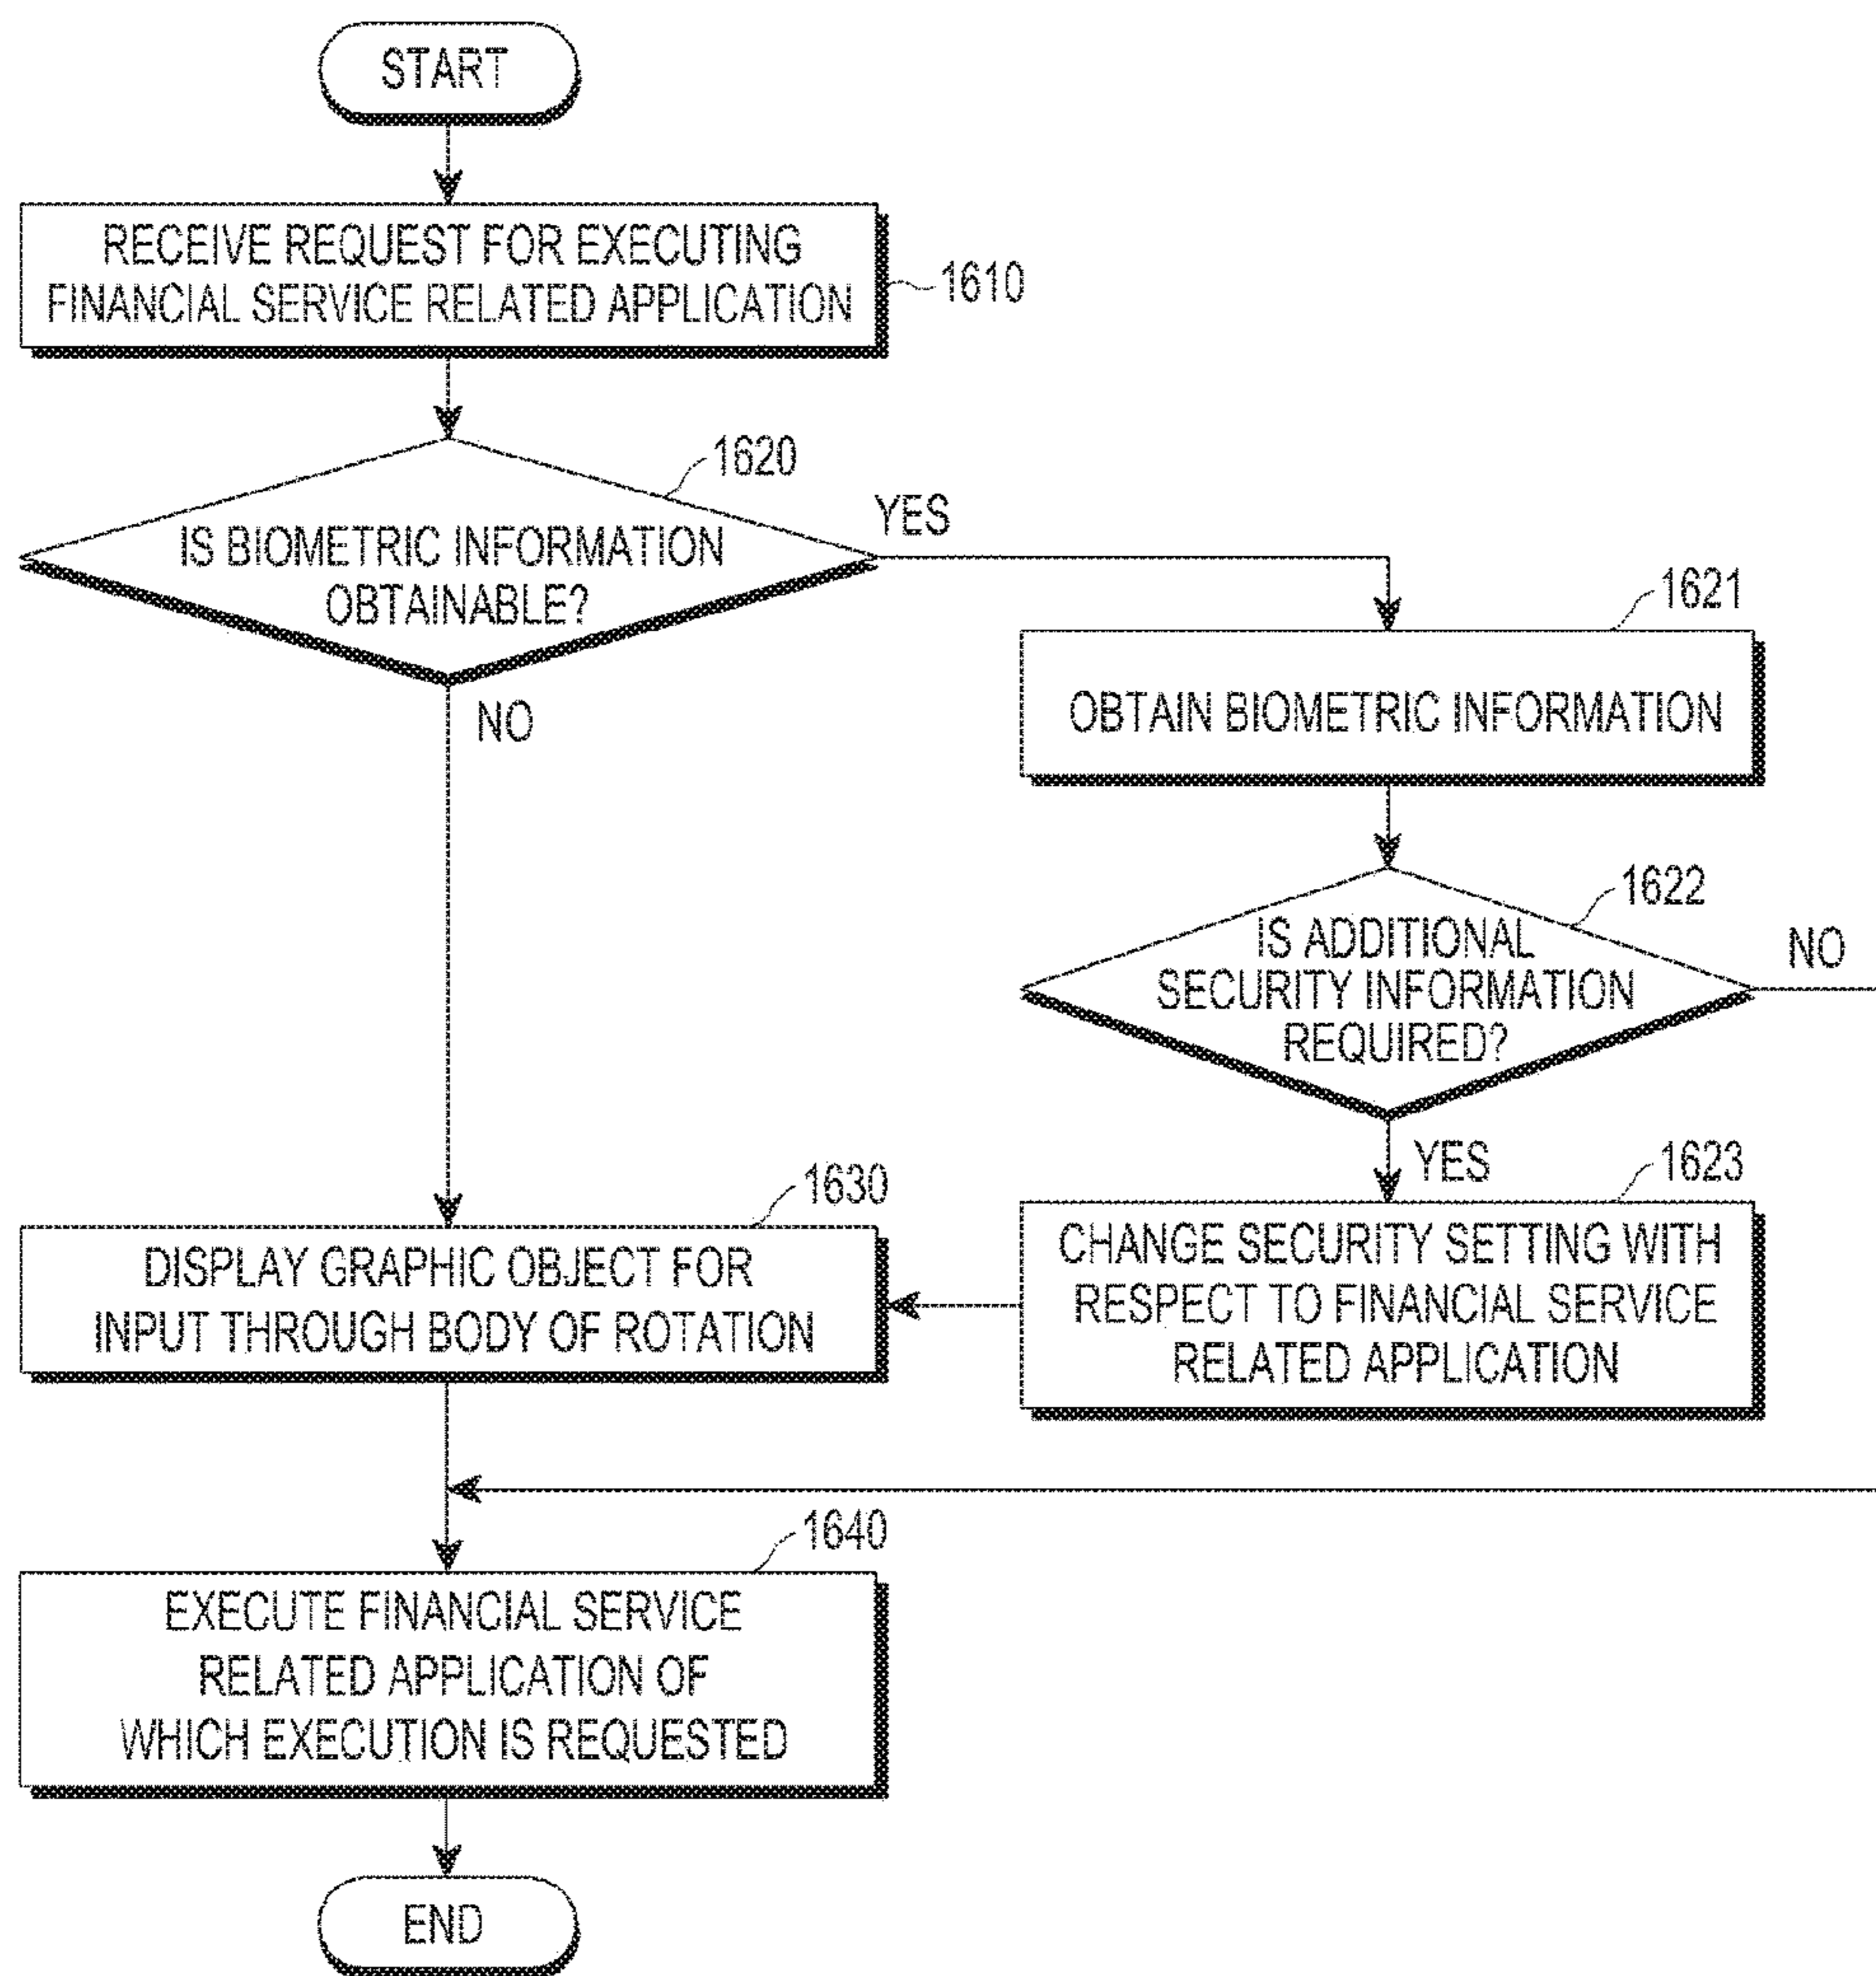 START
RECEIVE REQUEST FOR EXECUTING
FINANCIAL SERVICE RELATED APPLICATION
1610
1620
IS BIOMETRIC INFORMATION
OBTAINABLE?
YES
NO
1621
OBTAIN BIOMETRIC INFORMATION
1622
IS ADDITIONAL
SECURITY INFORMATION
REQUIRED?
NO
YES
1623
CHANGE SECURITY SETTING WITH
RESPECT TO FINANCIAL SERVICE
RELATED APPLICATION
1630
DISPLAY GRAPHIC OBJECT FOR
INPUT THROUGH BODY OF ROTATION
1640
EXECUTE FINANCIAL SERVICE
RELATED APPLICATION OF
WHICH EXECUTION IS REQUESTED
END